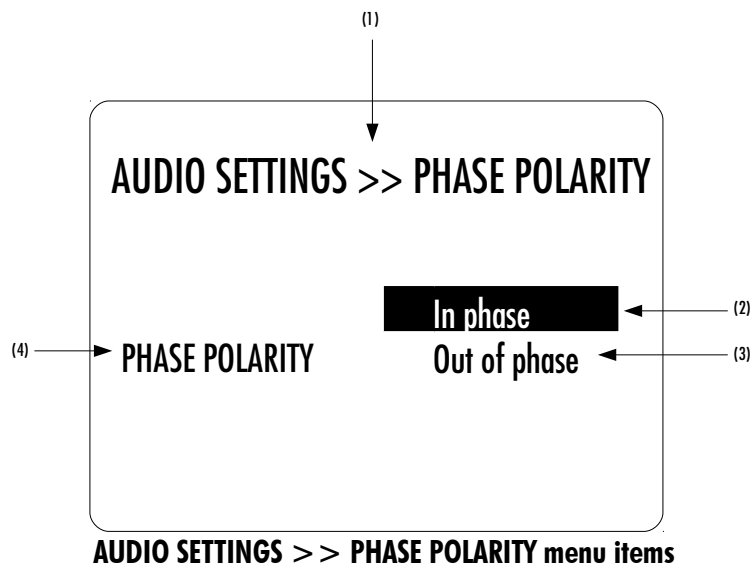 (1)
AUDIO SETTINGS >> PHASE POLARITY
In phase
(2)
(4)
PHASE POLARITY
Out of phase
(3)
AUDIO SETTINGS >> PHASE POLARITY menu items